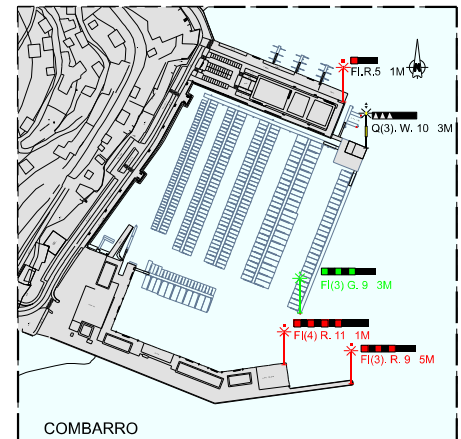 Fl.R.5 1M
Q(3). W. 10 3M
Fl(3) G. 9 3M
Fl(4) R. 11 1M
Fl(3). R. 9 5M
COMBARRO